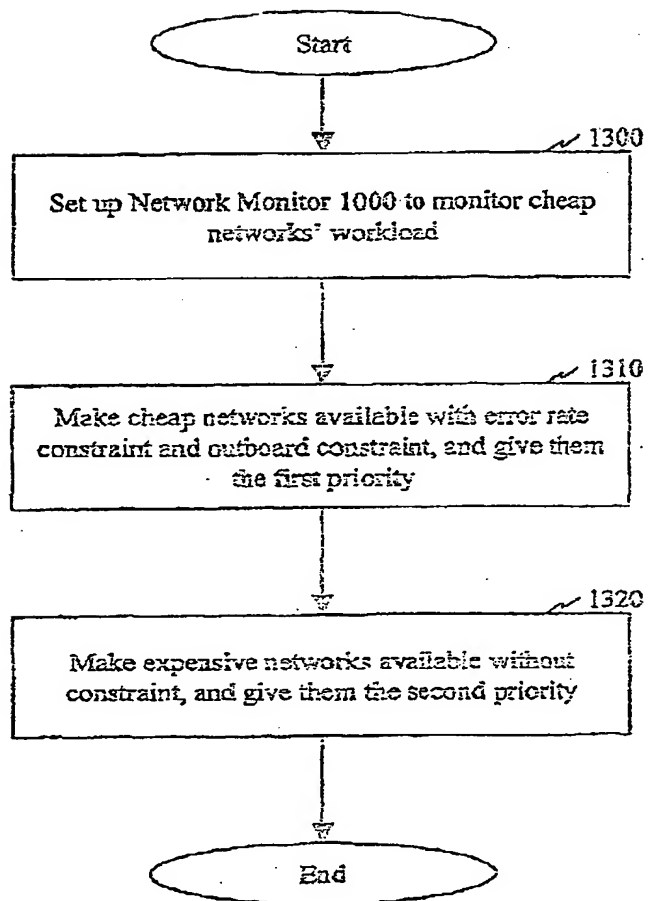 Start
1300
Set up Network Monitor 1000 to monitor cheap
networks' workload
1310
Make cheap networks available with error rate
constraint and outboard constraint, and give them
the first priority
1320
Make expensive networks available without
constraint, and give them the second priority
End